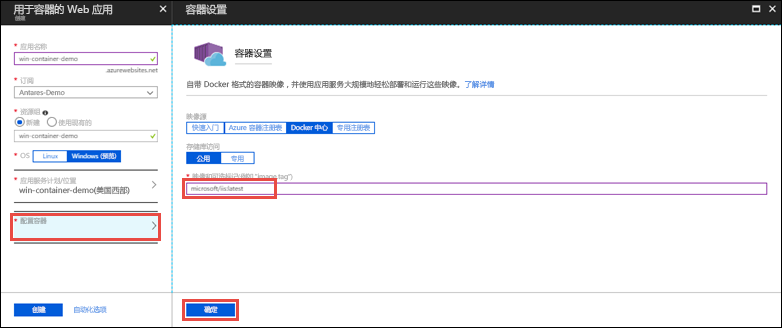 用于容器的 Web 应用
创建
* 应用名称
win-container-demo
.azurewebsites.net
* 订阅
Antares-Demo
* 资源组
新建 使用现有的
win-container-demo
* OS Linux Windows (预览)
* 应用服务计划/位置
win-container-demo(美国西部)
* 配置容器
创建 自动化选项
容器设置
容器设置
自带 Docker 格式的容器映像，并使用应用服务大规模地轻松部署和运行这些映像。了解详情
映像源
快速入门 Azure 容器注册表 Docker 中心 专用注册表
存储库访问
公用 专用
* 映像和可选标记(例如 "image:tag")
microsoft/iis:latest
确定